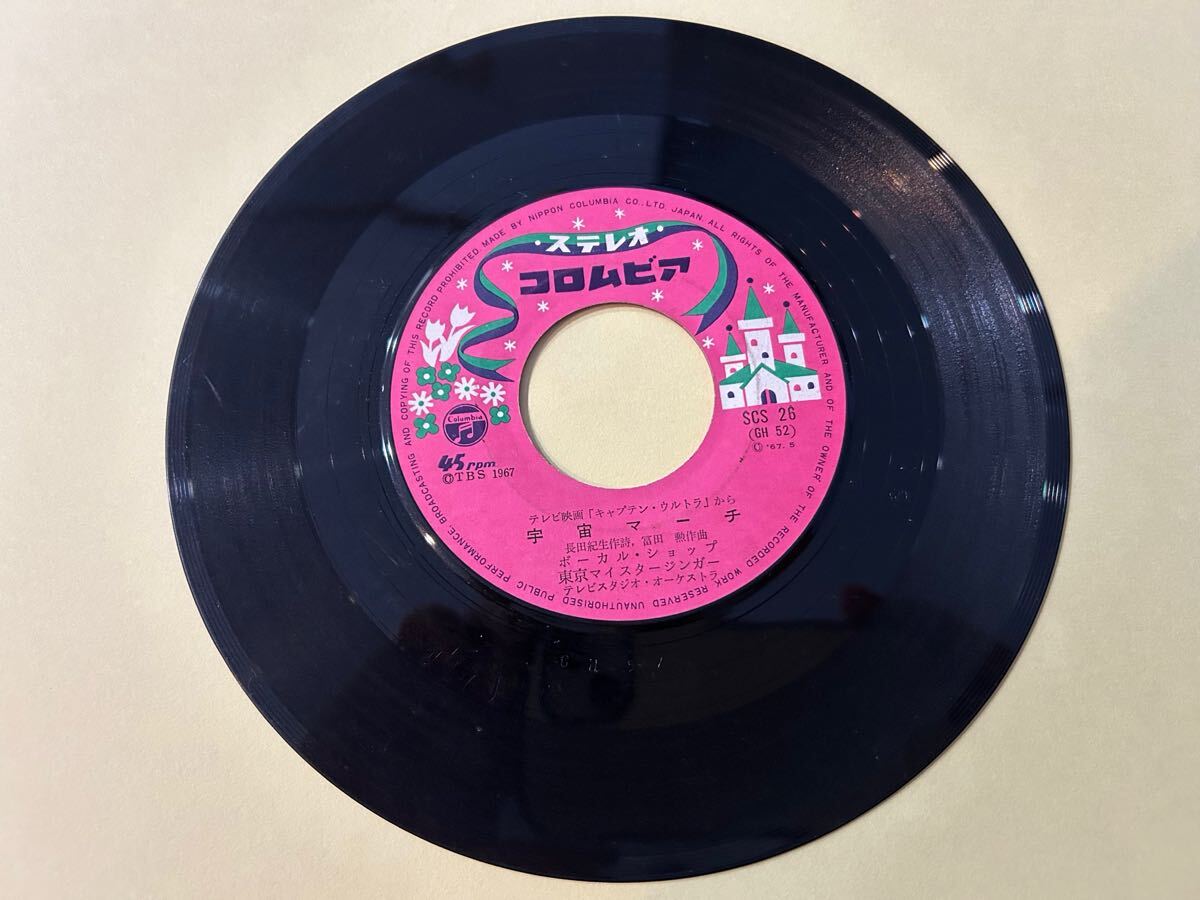 MADE BY NIPPON COLUMBIA CO., LTD. JAPAN. ALL RIGHTS OF THE MANUFACTURER AND OF THE OWNER OF THE RECORDED WORK RESERVED UNAUTHORISED PUBLIC PERFORMANCE, BROADCASTING AND COPYING OF THIS RECORD PROHIBITED.
・ステレオ・
コロムビア
Columbia
SCS 26
(GH 52)
Ⓒ '67. 5
45 rpm
ⒸTBS 1967
テレビ映画『キャプテン・ウルトラ』から
宇宙マーチ
長田紀生作詩, 冨田 勲作曲
ボーカル・ショップ
東京マイスタージンガー
テレビスタジオ・オーケストラ